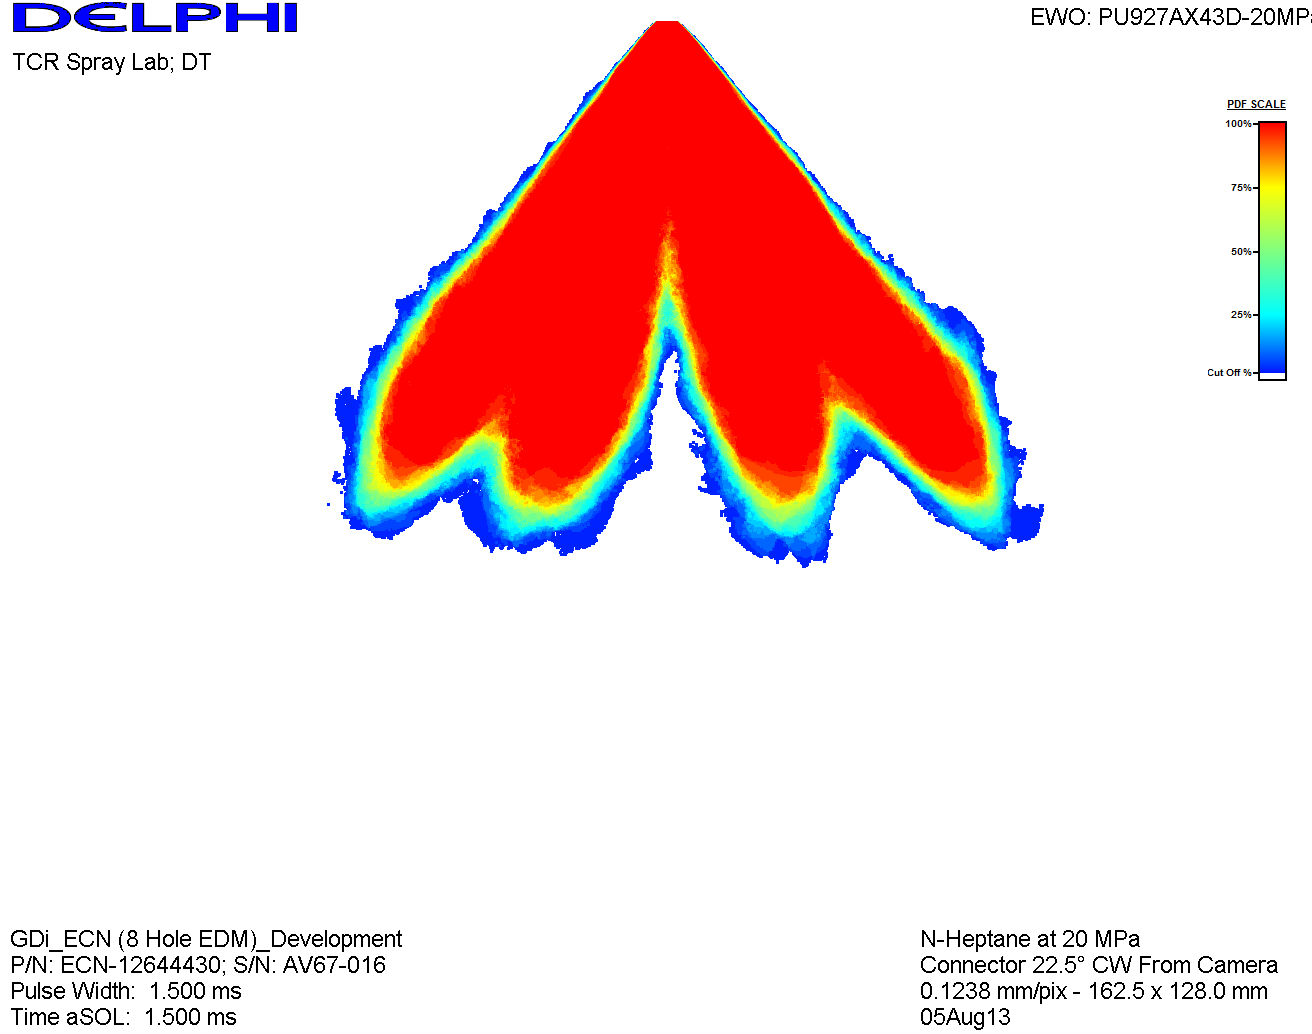 DELPHI
EWO: PU927AX43D-20MPa
TCR Spray Lab; DT
PDF SCALE
100%
75%
50%
25%
Cut Off %
GDi_ECN (8 Hole EDM)_Development
P/N: ECN-12644430; S/N: AV67-016
Pulse Width: 1.500 ms
Time aSOL: 1.500 ms
N-Heptane at 20 MPa
Connector 22.5° CW From Camera
0.1238 mm/pix - 162.5 x 128.0 mm
05Aug13